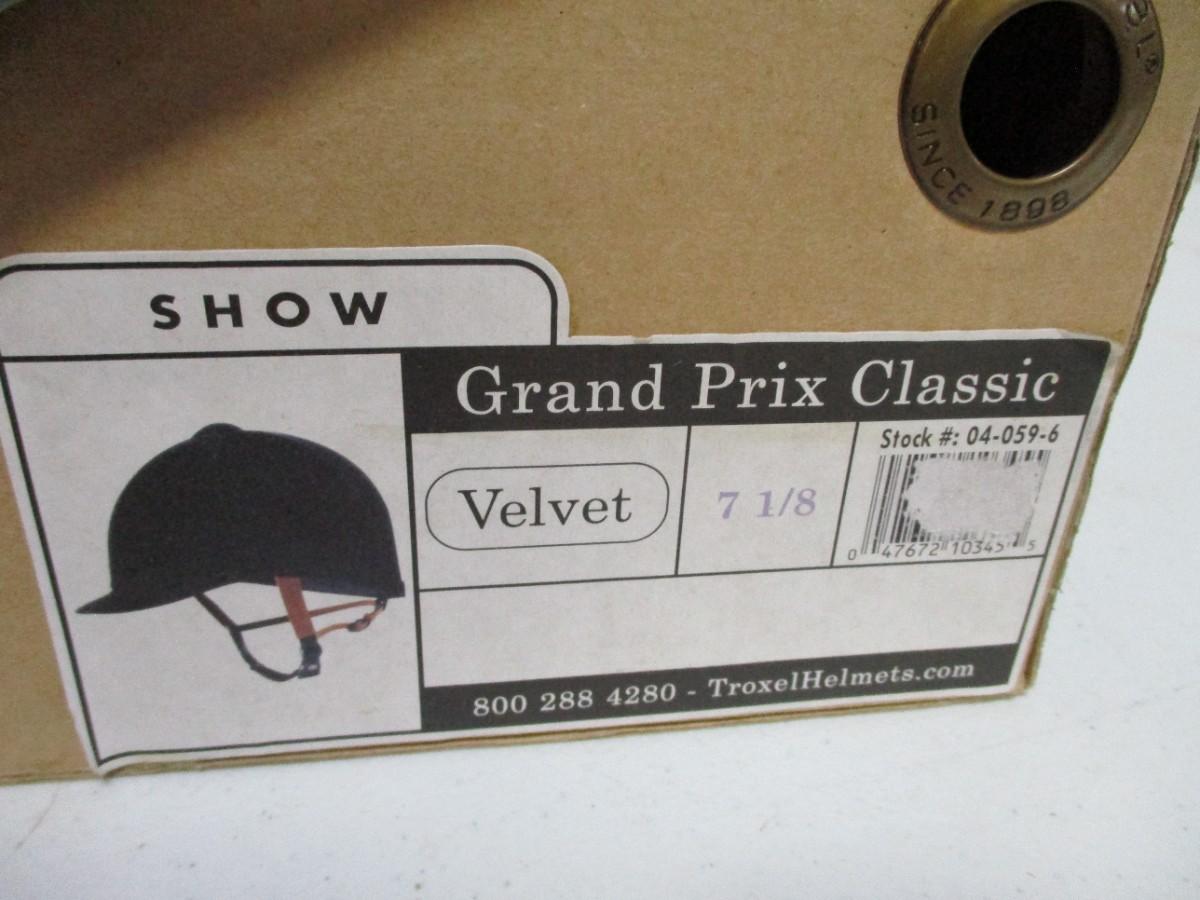 SINCE 1898
SHOW
Grand Prix Classic
Velvet
7 1/8
Stock #: 04-059-6
0 47672 10345 5
800 288 4280 - TroxelHelmets.com